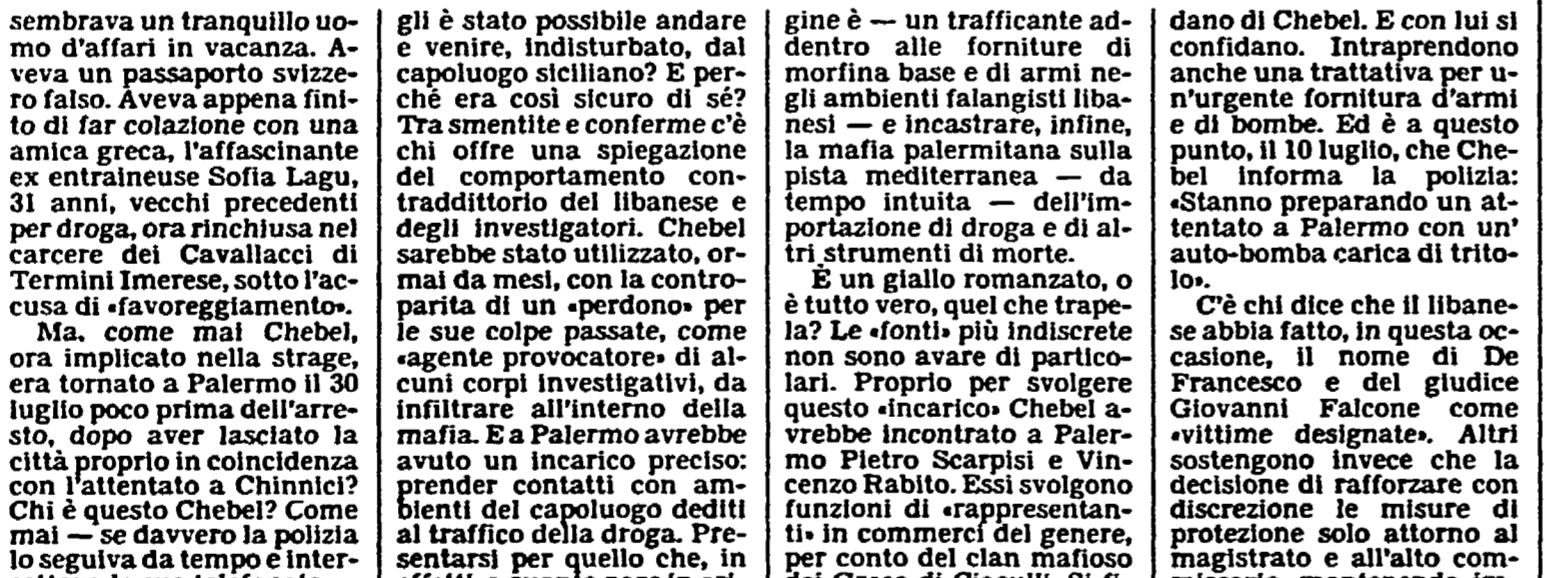 sembrava un tranquillo uo-
mo d'affari in vacanza. A-
veva un passaporto svizze-
ro falso. Aveva appena fini-
to di far colazione con una
amica greca, l'affascinante
ex entraineuse Sofia Lagu,
31 anni, vecchi precedenti
per droga, ora rinchiusa nel
carcere dei Cavallacci di
Termini Imerese, sotto l'ac-
cusa di «favoreggiamento».
Ma. come mai Chebel,
ora implicato nella strage,
era tornato a Palermo il 30
luglio poco prima dell'arre-
sto, dopo aver lasciato la
città proprio in coincidenza
con l'attentato a Chinnici?
Chi è questo Chebel? Come
mai — se davvero la polizia
lo seguiva da tempo e inter-
gli è stato possibile andare
e venire, indisturbato, dal
capoluogo siciliano? E per-
ché era così sicuro di sé?
Tra smentite e conferme c'è
chi offre una spiegazione
del comportamento con-
traddittorio del libanese e
degli investigatori. Chebel
sarebbe stato utilizzato, or-
mai da mesi, con la contro-
parita di un «perdono» per
le sue colpe passate, come
«agente provocatore» di al-
cuni corpi investigativi, da
infiltrare all'interno della
mafia. E a Palermo avrebbe
avuto un incarico preciso:
prender contatti con am-
bienti del capoluogo dediti
al traffico della droga. Pre-
sentarsi per quello che, in
gine è — un trafficante ad-
dentro alle forniture di
morfina base e di armi ne-
gli ambienti falangisti liba-
nesi — e incastrare, infine,
la mafia palermitana sulla
pista mediterranea — da
tempo intuita — dell'im-
portazione di droga e di al-
tri strumenti di morte.
È un giallo romanzato, o
è tutto vero, quel che trape-
la? Le «fonti» più indiscrete
non sono avare di partico-
lari. Proprio per svolgere
questo «incarico» Chebel a-
vrebbe incontrato a Paler-
mo Pietro Scarpisi e Vin-
cenzo Rabito. Essi svolgono
funzioni di «rappresentan-
ti» in commerci del genere,
per conto del clan mafioso
dano di Chebel. E con lui si
confidano. Intraprendono
anche una trattativa per u-
n'urgente fornitura d'armi
e di bombe. Ed è a questo
punto, il 10 luglio, che Che-
bel informa la polizia:
«Stanno preparando un at-
tentato a Palermo con un'
auto-bomba carica di trito-
lo».
C'è chi dice che il libane-
se abbia fatto, in questa oc-
casione, il nome di De
Francesco e del giudice
Giovanni Falcone come
«vittime designate». Altri
sostengono invece che la
decisione di rafforzare con
discrezione le misure di
protezione solo attorno al
magistrato e all'alto com-